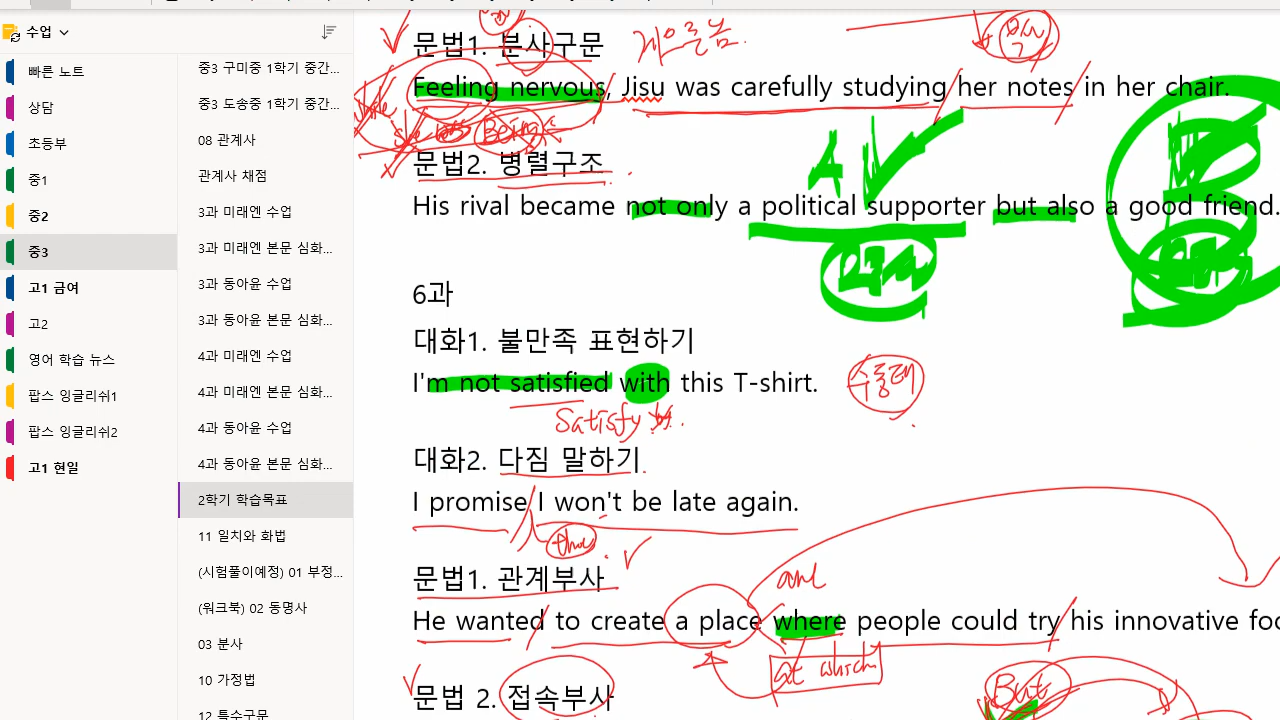 수업
빠른 노트
상담
초등부
중1
중2
중3
고1 금여
고2
영어 학습 뉴스
팝스 잉글리쉬1
팝스 잉글리쉬2
고1 현일
중3 구미중 1학기 중간...
중3 도송중 1학기 중간...
08 관계사
관계사 채점
3과 미래엔 수업
3과 미래엔 본문 심화...
3과 동아윤 수업
3과 동아윤 본문 심화...
4과 미래엔 수업
4과 미래엔 본문 심화...
4과 동아윤 수업
4과 동아윤 본문 심화...
2학기 학습목표
11 일치와 화법
(시험풀이예정) 01 부정...
(워크북) 02 동명사
03 분사
10 가정법
12 특수구문
문법1. 분사구문
Feeling nervous, Jisu was carefully studying her notes in her chair.
she was Being
문법2. 병렬구조
A
His rival became not only a political supporter but also a good friend.
6과
대화1. 불만족 표현하기
I'm not satisfied with this T-shirt.
수동태
Satisfy
대화2. 다짐 말하기.
I promise I won't be late again.
that
문법1. 관계부사
and
He wanted to create a place where people could try his innovative foo
at which
문법 2. 접속부사
But